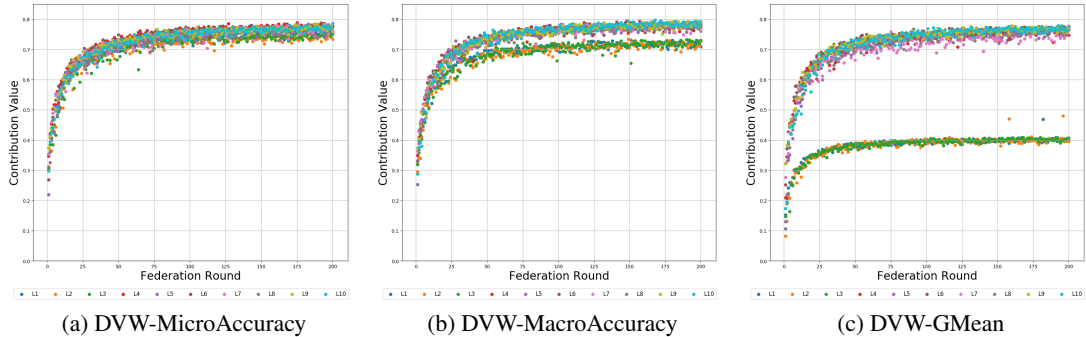 0.8
0.7
0.6
0.5
0.4
0.3
0.2
0.1
0.0
Contribution Value
0 25 50 75 100 125 150 175 200
Federation Round
L1 L2 L3 L4 L5 L6 L7 L8 L9 L10
(a) DVW-MicroAccuracy
0.8
0.7
0.6
0.5
0.4
0.3
0.2
0.1
0.0
Contribution Value
0 25 50 75 100 125 150 175 200
Federation Round
L1 L2 L3 L4 L5 L6 L7 L8 L9 L10
(b) DVW-MacroAccuracy
0.8
0.7
0.6
0.5
0.4
0.3
0.2
0.1
0.0
Contribution Value
0 25 50 75 100 125 150 175 200
Federation Round
L1 L2 L3 L4 L5 L6 L7 L8 L9 L10
(c) DVW-GMean